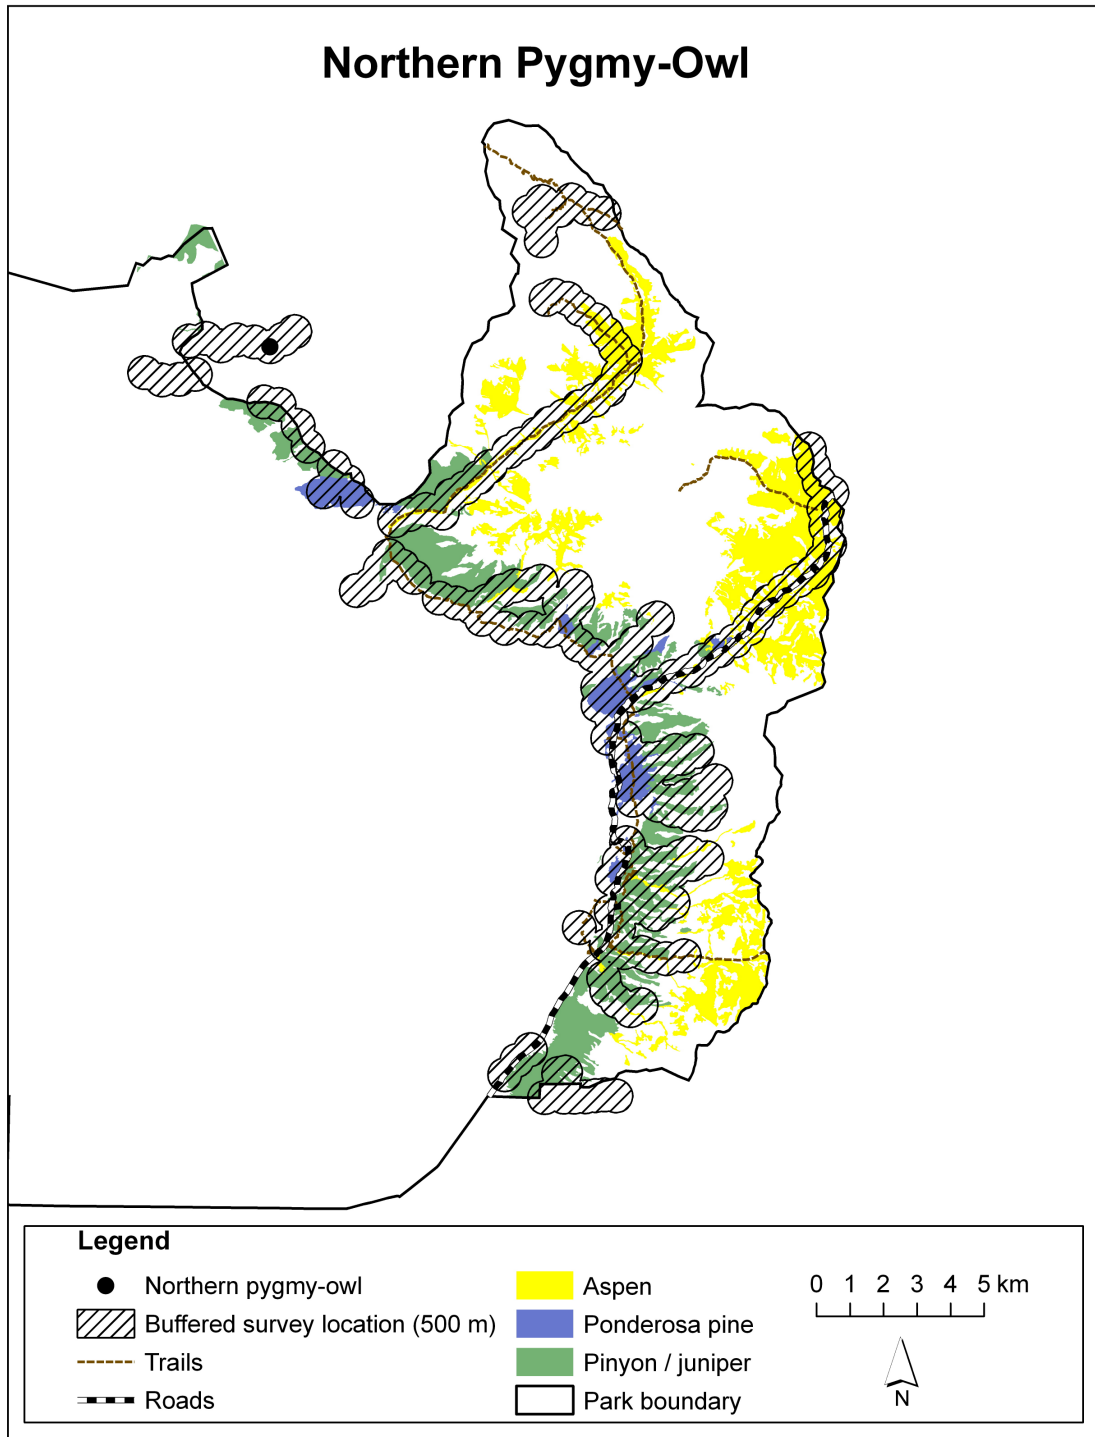 Northern Pygmy-Owl
Legend
Northern pygmy-owl
Buffered survey location (500 m)
Trails
Roads
Aspen
Ponderosa pine
Pinyon / juniper
Park boundary
0 1 2 3 4 5 km
N